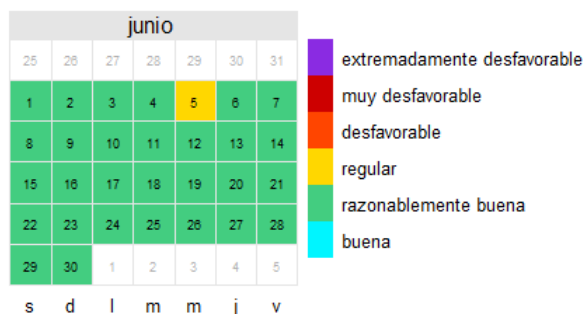 junio
25 26 27 28 29 30 31
1 2 3 4 5 6 7
8 9 10 11 12 13 14
15 16 17 18 19 20 21
22 23 24 25 26 27 28
29 30 1 2 3 4 5
s d l m m j v
extremadamente desfavorable
muy desfavorable
desfavorable
regular
razonablemente buena
buena